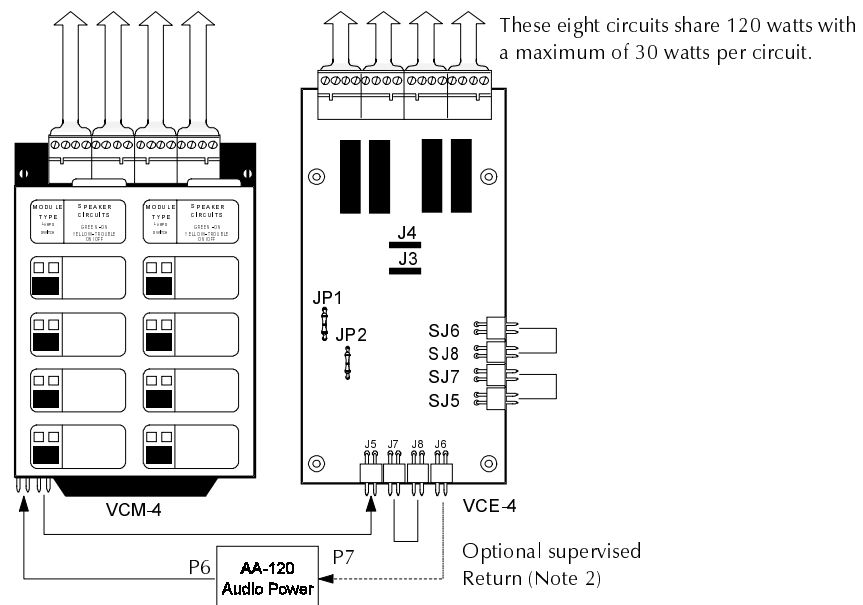 These eight circuits share 120 watts with
a maximum of 30 watts per circuit.
MODULE TYPE
SPEAKER CIRCUITS
GREEN-ON
YELLOW-TROUBLE
ON/OFF
MODULE TYPE
SPEAKER CIRCUITS
GREEN-ON
YELLOW-TROUBLE
ON/OFF
J4
J3
JP1
JP2
SJ6
SJ8
SJ7
SJ5
J5 J7 J8 J6
VCM-4
VCE-4
P6
AA-120
Audio Power
P7
Optional supervised
Return (Note 2)